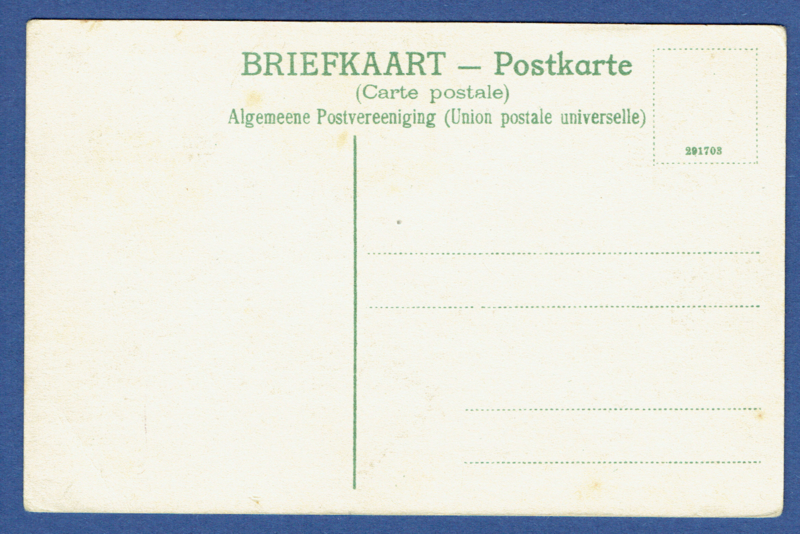 BRIEFKAART — Postkarte
(Carte postale)
Algemeene Postvereeniging (Union postale universelle)
291703